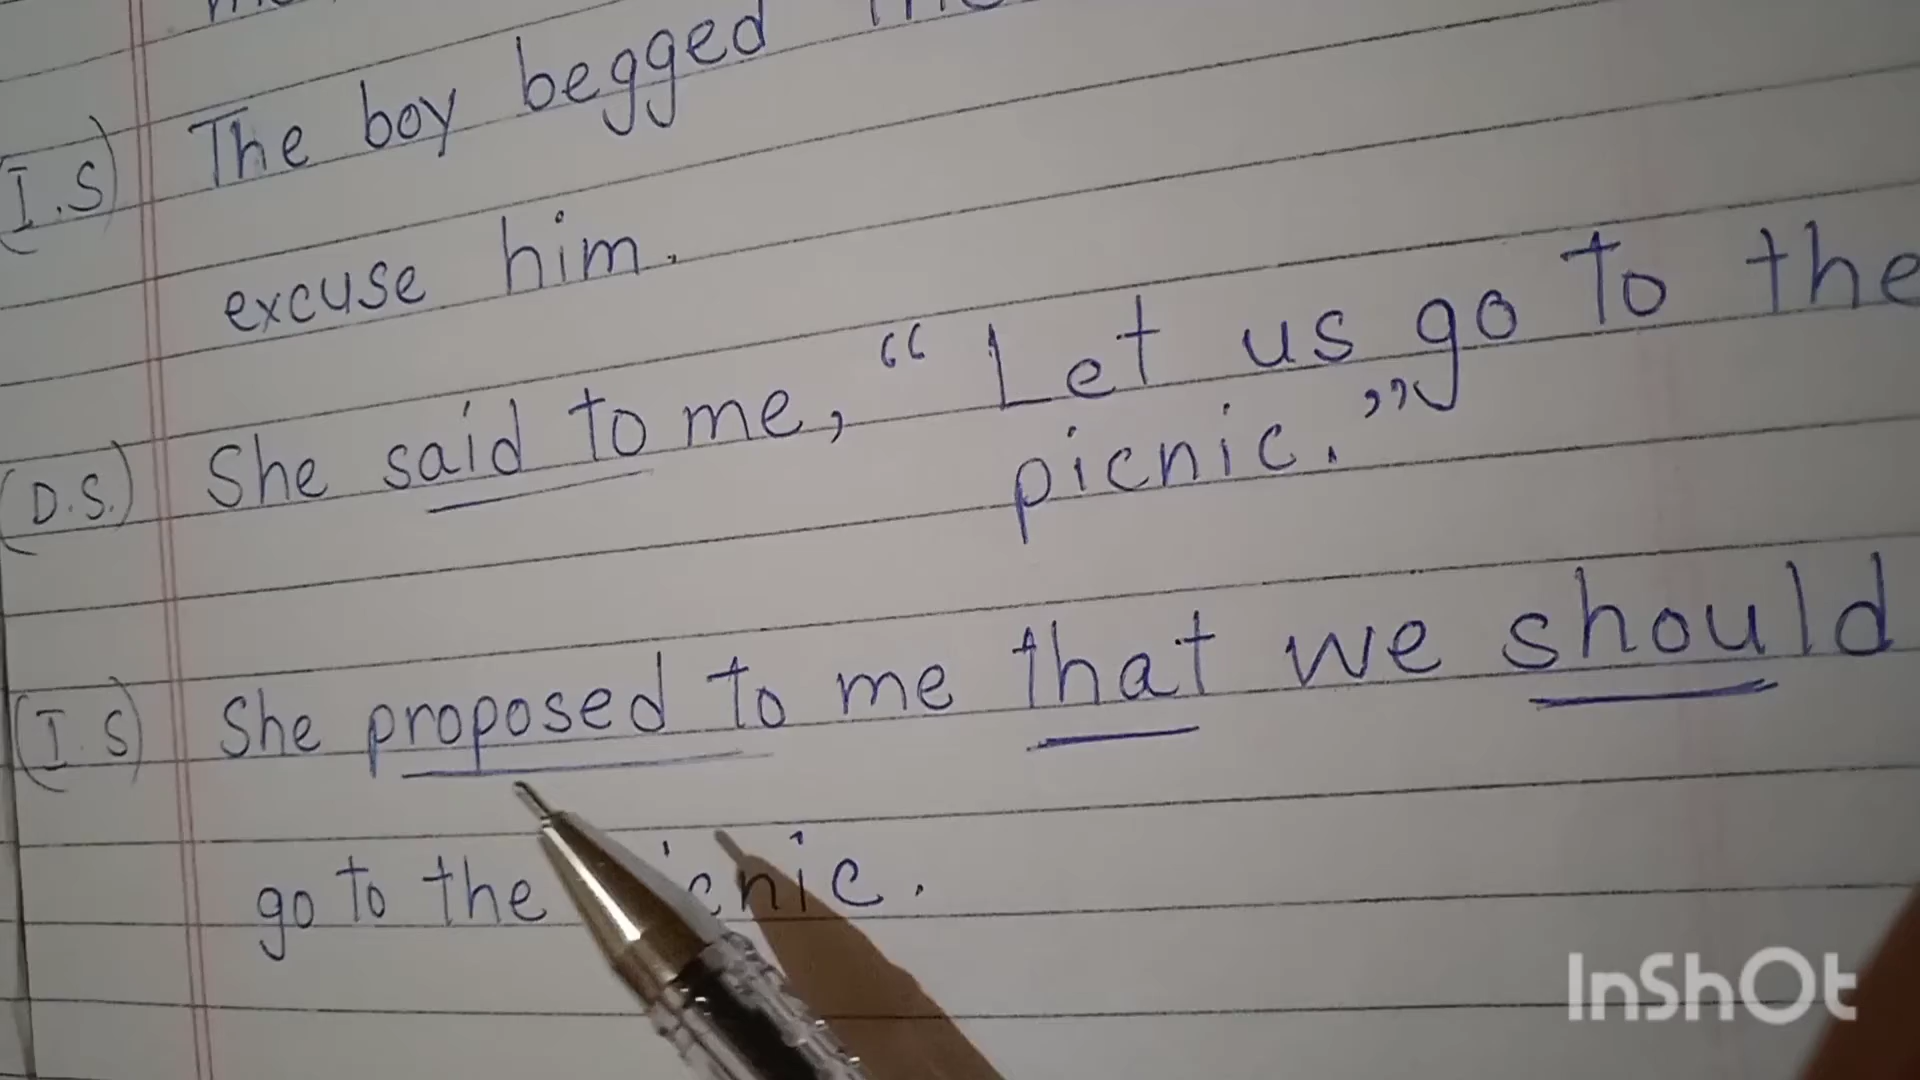 (I.S) The boy begged
excuse him.
(D.S.) She said to me, “Let us go to the
picnic.”
(I.S) She proposed to me that we should
go to the picnic.
InShOt